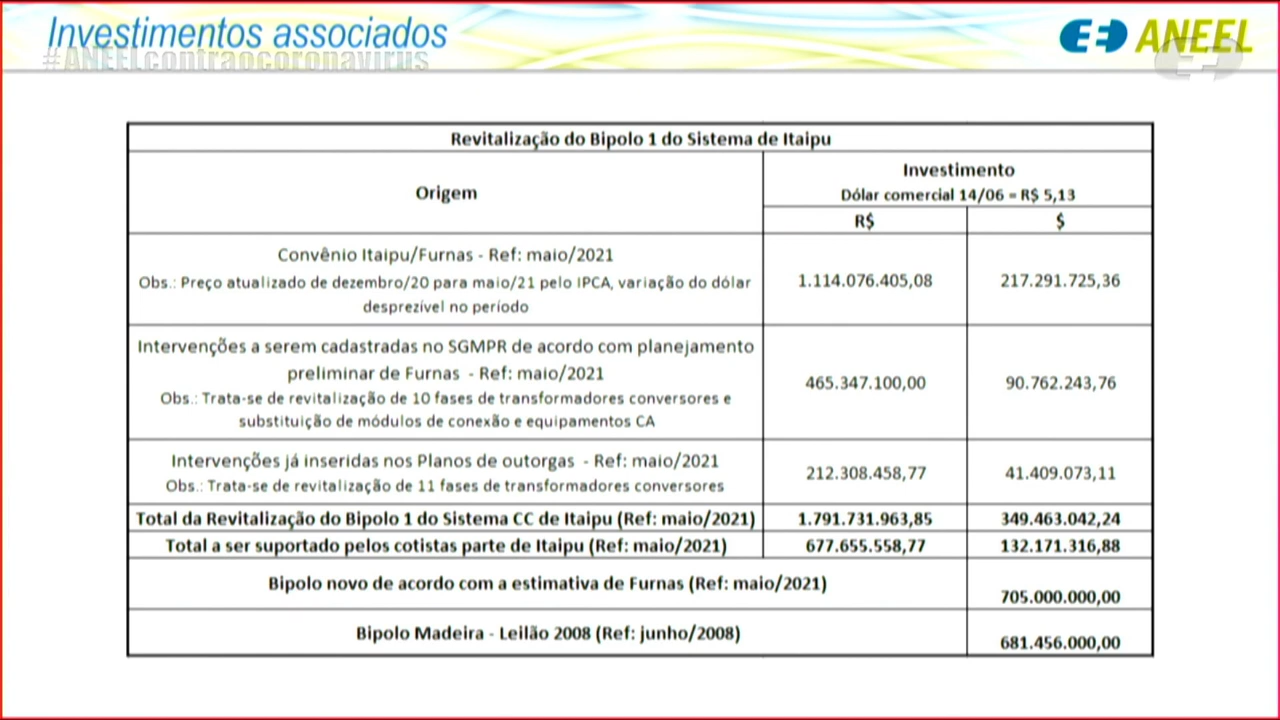 Investimentos associados
ANEEL
#ANEELcontraocoronavirus
Revitalização do Bipolo 1 do Sistema de Itaipu
Origem
Investimento
Dólar comercial 14/06 = R$ 5,13
R$
$
Convênio Itaipu/Furnas - Ref: maio/2021
Obs.: Preço atualizado de dezembro/20 para maio/21 pelo IPCA, variação do dólar
desprezível no período
1.114.076.405,08
217.291.725,36
Intervenções a serem cadastradas no SGMPR de acordo com planejamento
preliminar de Furnas - Ref: maio/2021
Obs.: Trata-se de revitalização de 10 fases de transformadores conversores e
substituição de módulos de conexão e equipamentos CA
465.347.100,00
90.762.243,76
Intervenções já inseridas nos Planos de outorgas - Ref: maio/2021
Obs.: Trata-se de revitalização de 11 fases de transformadores conversores
212.308.458,77
41.409.073,11
Total da Revitalização do Bipolo 1 do Sistema CC de Itaipu (Ref: maio/2021)
1.791.731.963,85
349.463.042,24
Total a ser suportado pelos cotistas parte de Itaipu (Ref: maio/2021)
677.655.558,77
132.171.316,88
Bipolo novo de acordo com a estimativa de Furnas (Ref: maio/2021)
705.000.000,00
Bipolo Madeira - Leilão 2008 (Ref: junho/2008)
681.456.000,00